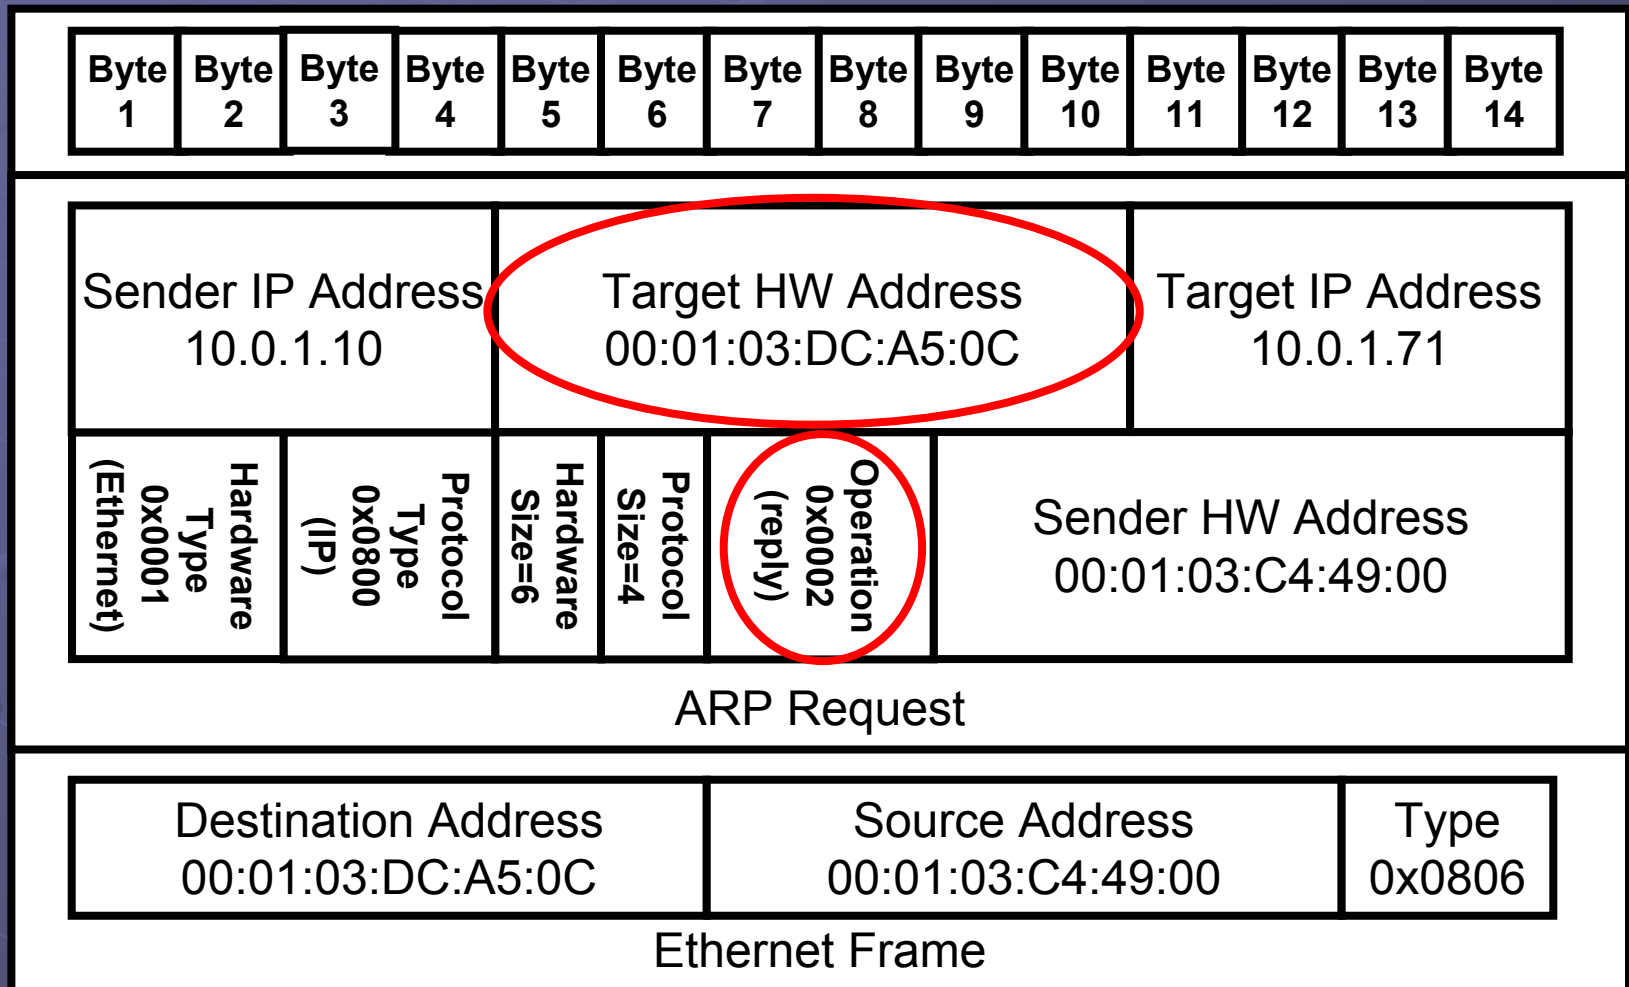 Byte 1
Byte 2
Byte 3
Byte 4
Byte 5
Byte 6
Byte 7
Byte 8
Byte 9
Byte 10
Byte 11
Byte 12
Byte 13
Byte 14
Sender IP Address
10.0.1.10
Target HW Address
00:01:03:DC:A5:0C
Target IP Address
10.0.1.71
Hardware
Type
0x0001
(Ethernet)
Protocol
Type
0x0800
(IP)
Hardware
Size=6
Protocol
Size=4
Operation
0x0002
(reply)
Sender HW Address
00:01:03:C4:49:00
ARP Request
Destination Address
00:01:03:DC:A5:0C
Source Address
00:01:03:C4:49:00
Type
0x0806
Ethernet Frame